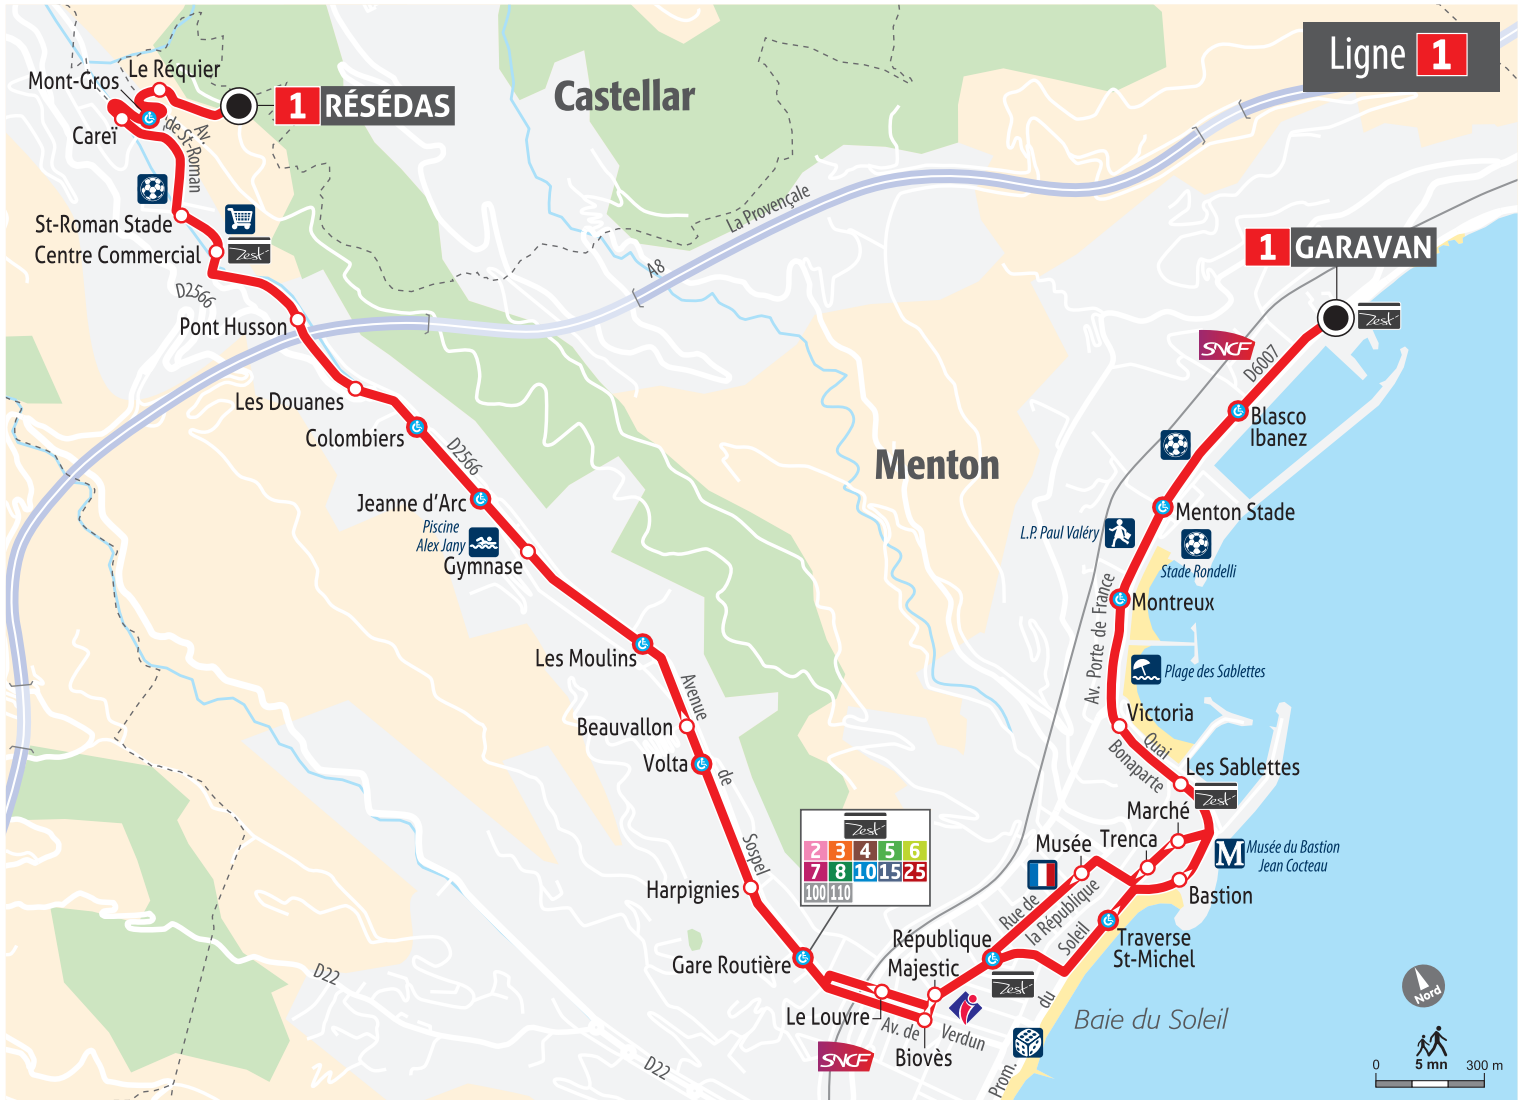 Ligne 1
Castellar
Le Réquier
Mont-Gros
1 RÉSÉDAS
Careï
Av.
de St-Roman
St-Roman Stade
Centre Commercial
Zest
D2566
Pont Husson
La Provençale
A8
1 GARAVAN
Zest
SNCF
D6007
Les Douanes
Colombiers
D2566
Blasco
Ibanez
Menton
Jeanne d'Arc
Piscine
Alex Jany
Gymnase
Menton Stade
L.P. Paul Valéry
Stade Rondelli
Montreux
Av. Porte de France
Les Moulins
Plage des Sablettes
Avenue
de
Sospel
Beauvallon
Volta
Victoria
Quai
Bonaparte
Les Sablettes
Zest
Marché
Trenca
Musée
M
Musée du Bastion
Jean Cocteau
Zest
2 3 4 5 6
7 8 10 15 25
100 110
Harpignies
Bastion
Rue de
la République
Soleil
du
Prom.
Traverse
St-Michel
République
Majestic
Gare Routière
Zest
Le Louvre
Av. de
Verdun
Biovès
SNCF
D22
D22
Baie du Soleil
Nord
5 mn
0
300 m